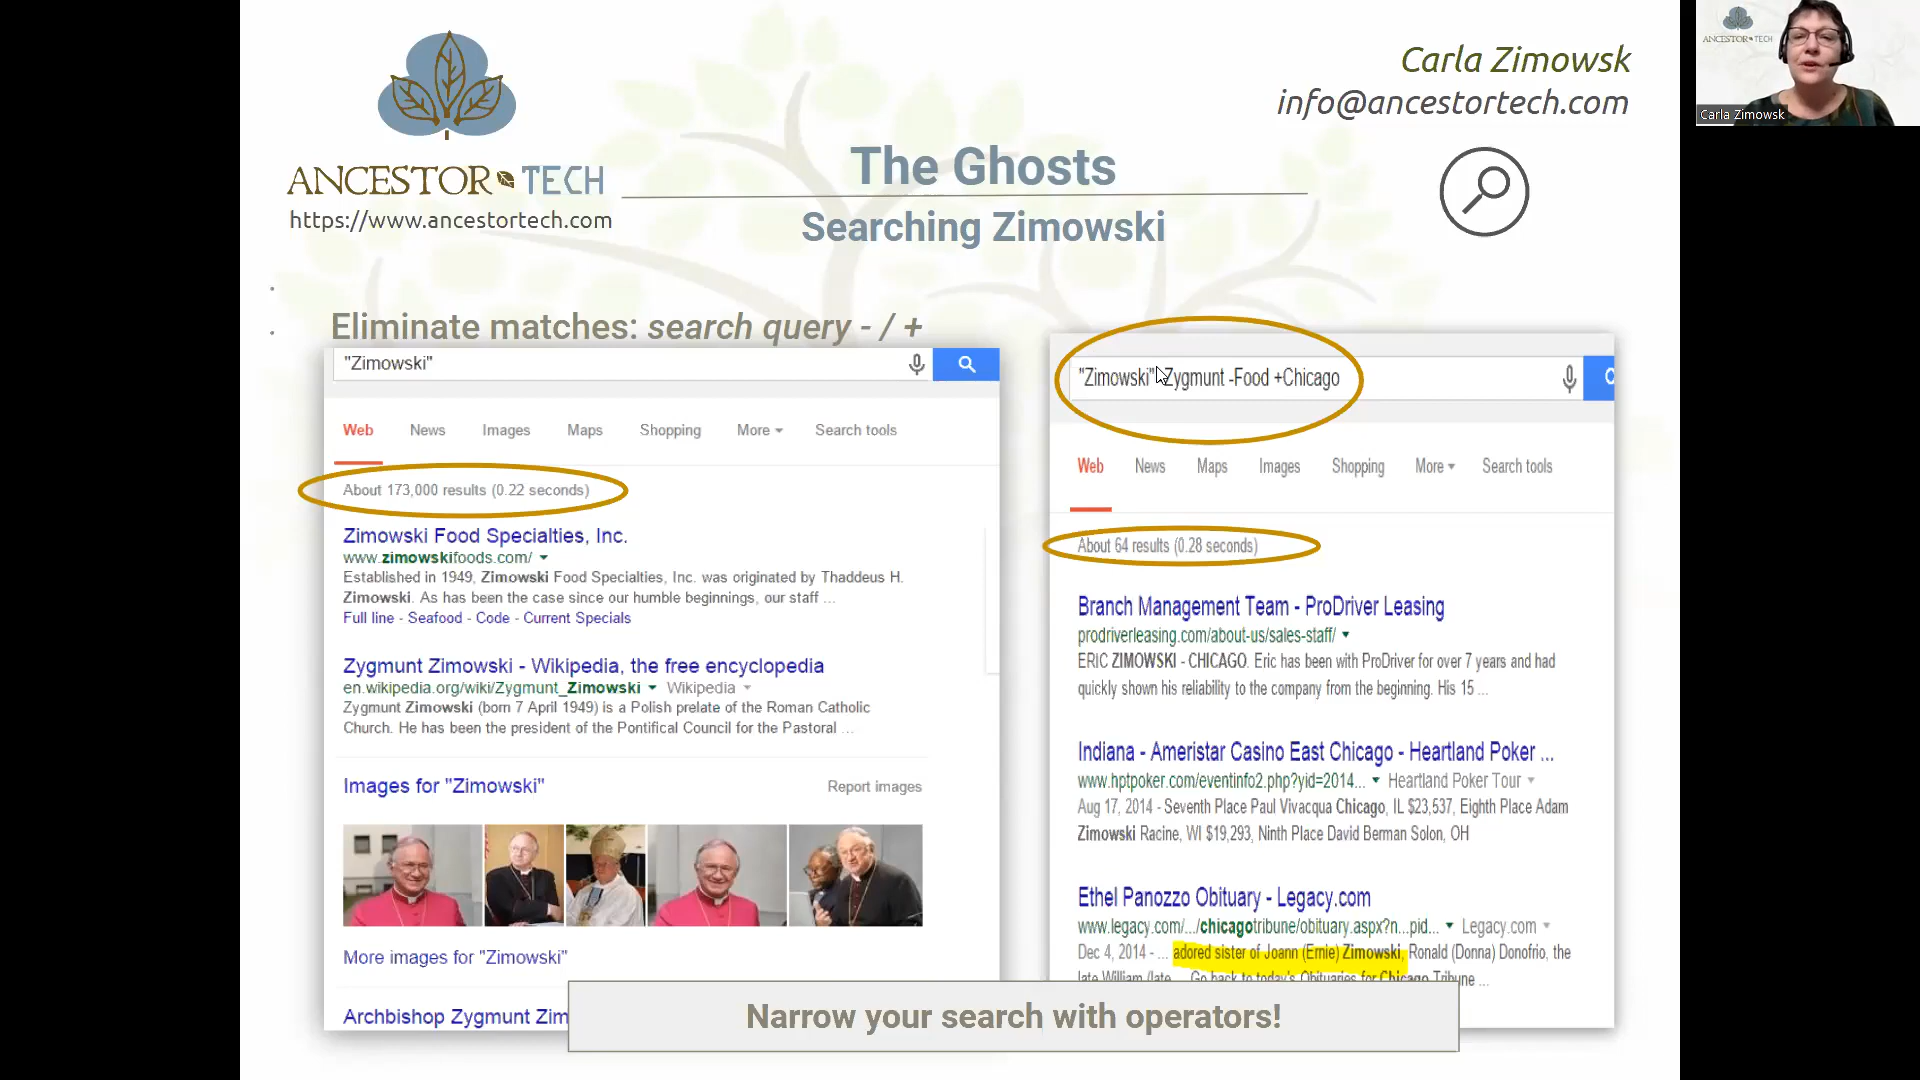 ANCESTOR TECH
https://www.ancestortech.com
Carla Zimowsk
info@ancestortech.com
The Ghosts
Searching Zimowski
ANCESTOR TECH
Carla Zimowsk
Eliminate matches: search query - / +
"Zimowski"
Web News Images Maps Shopping More Search tools
About 173,000 results (0.22 seconds)
Zimowski Food Specialties, Inc.
www.zimowskifoods.com/
Established in 1949, Zimowski Food Specialties, Inc. was originated by Thaddeus H.
Zimowski. As has been the case since our humble beginnings, our staff ...
Full line - Seafood - Code - Current Specials
Zygmunt Zimowski - Wikipedia, the free encyclopedia
en.wikipedia.org/wiki/Zygmunt_Zimowski Wikipedia
Zygmunt Zimowski (born 7 April 1949) is a Polish prelate of the Roman Catholic
Church. He has been the president of the Pontifical Council for the Pastoral ...
Images for "Zimowski" Report images
More images for "Zimowski"
Archbishop Zygmunt Zim
"Zimowski" Zygmunt -Food +Chicago
Web News Maps Images Shopping More Search tools
About 64 results (0.28 seconds)
Branch Management Team - ProDriver Leasing
prodriverleasing.com/about-us/sales-staff/
ERIC ZIMOWSKI - CHICAGO. Eric has been with ProDriver for over 7 years and had
quickly shown his reliability to the company from the beginning. His 15 ...
Indiana - Ameristar Casino East Chicago - Heartland Poker ...
www.hptpoker.com/eventinfo2.php?yid=2014... Heartland Poker Tour
Aug 17, 2014 - Seventh Place Paul Vivacqua Chicago, IL $23,537, Eighth Place Adam
Zimowski Racine, WI $19,293, Ninth Place David Berman Solon, OH
Ethel Panozzo Obituary - Legacy.com
www.legacy.com/.../chicagotribune/obituary.aspx?n...pid... Legacy.com
Dec 4, 2014 - ... adored sister of Joann (Ernie) Zimowski, Ronald (Donna) Donofrio, the
late William (late ... Go back to today's Obituaries for Chicago Tribune ...
Narrow your search with operators!